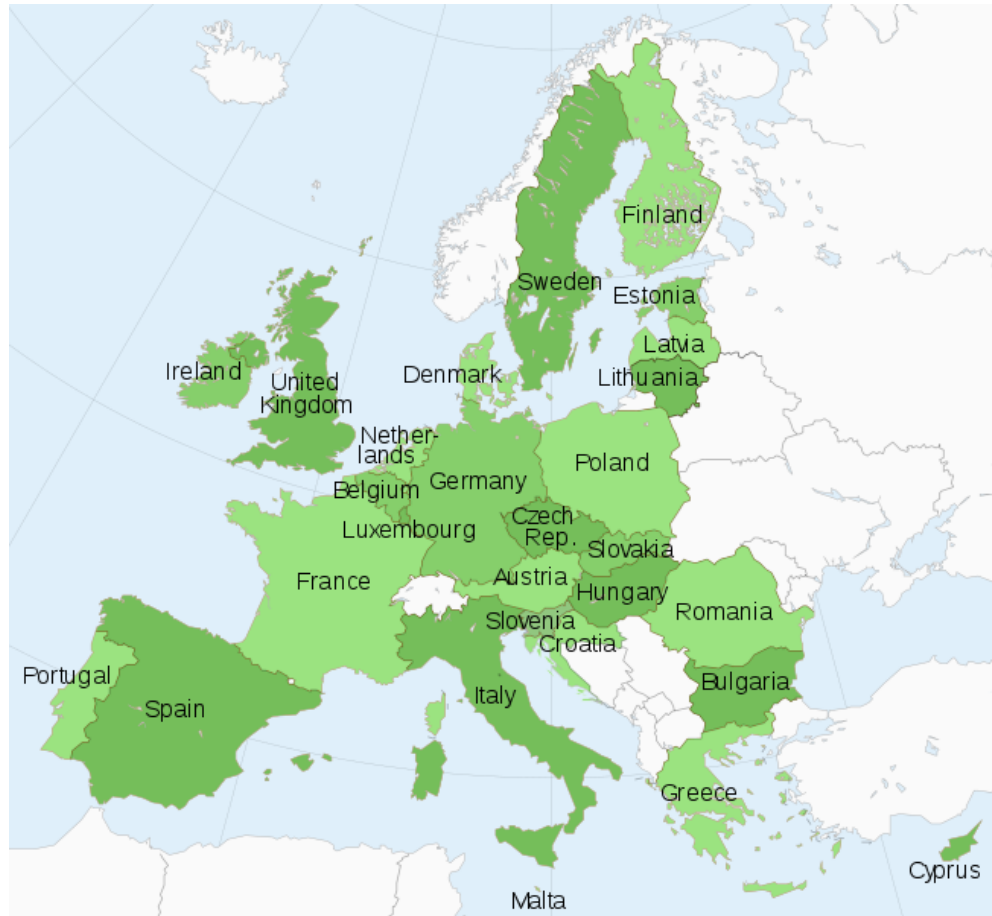 Finland
Sweden
Estonia
Latvia
Ireland
Denmark
Lithuania
United
Kingdom
Nether-
lands
Poland
Belgium
Germany
Czech
Rep.
Luxembourg
Slovakia
France
Austria
Hungary
Romania
Slovenia
Croatia
Portugal
Bulgaria
Spain
Italy
Greece
Cyprus
Malta